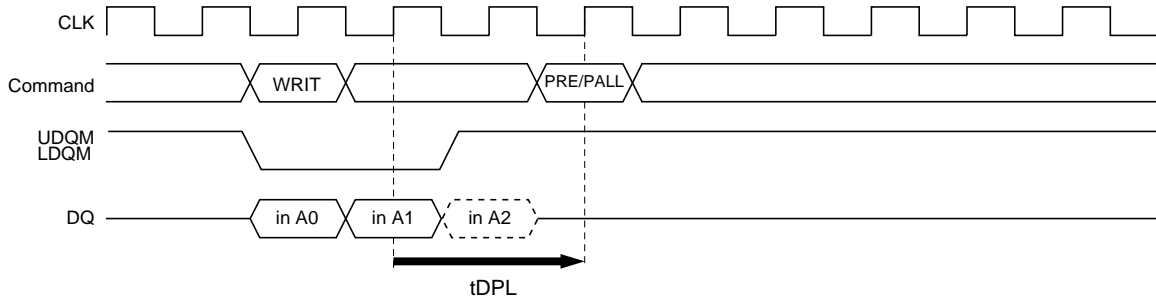 CLK
Command
WRIT
PRE/PALL
UDQM
LDQM
DQ
in A0
in A1
in A2
tDPL